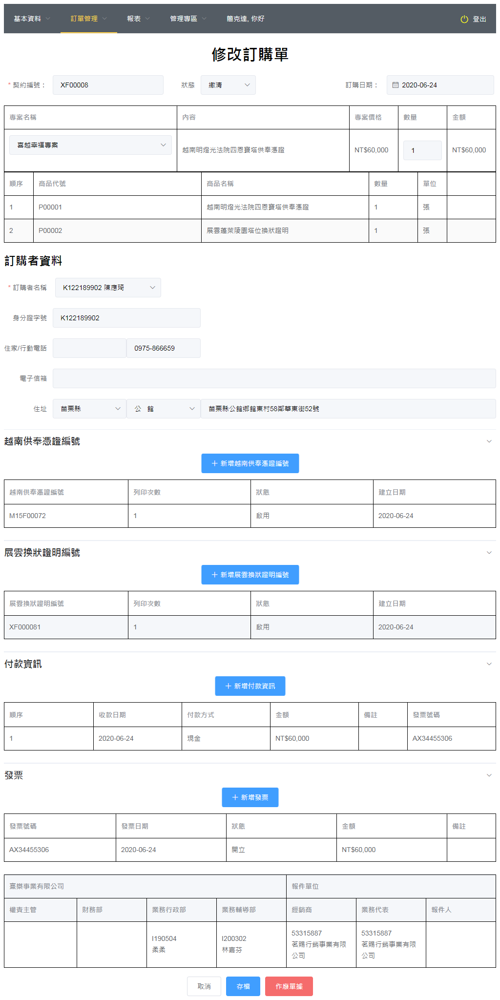 基本資料 訂單管理 報表 管理專區 簡克達, 你好 登出
修改訂購單
* 契約編號： XF00008 狀態 繳清 訂購日期： 2020-06-24
專案名稱 內容 專案價格 數量 金額
喜越幸福專案 越南明燈光法院四恩寶塔供奉憑證 NT$60,000 1 NT$60,000
順序 商品代號 商品名稱 數量 單位
1 P00001 越南明燈光法院四恩寶塔供奉憑證 1 張
2 P00002 展雲蓬萊陵園塔位換狀證明 1 張
訂購者資料
* 訂購者名稱 K122189902 陳應琦
身分證字號 K122189902
住家/行動電話 0975-866659
電子信箱
住址 苗栗縣 公 館 苗栗縣公館鄉館東村58鄰華東街52號
越南供奉憑證編號
新增越南供奉憑證編號
越南供奉憑證編號 列印次數 狀態 建立日期
M15F00072 1 啟用 2020-06-24
展雲換狀證明編號
新增展雲換狀證明編號
展雲換狀證明編號 列印次數 狀態 建立日期
XF000081 1 啟用 2020-06-24
付款資訊
新增付款資訊
順序 收款日期 付款方式 金額 備註 發票號碼
1 2020-06-24 現金 NT$60,000 AX34455306
發票
新增發票
發票號碼 發票日期 狀態 金額 備註
AX34455306 2020-06-24 開立 NT$60,000
熹樂事業有限公司 報件單位
權責主管 財務部 業務行政部 業務輔導部 經銷商 業務代表 報件人
I190504 I200302 53315887 53315887
柔柔 林嘉芬 茗賜行銷事業有限 茗賜行銷事業有限
公司 公司
取消 存檔 作廢單據